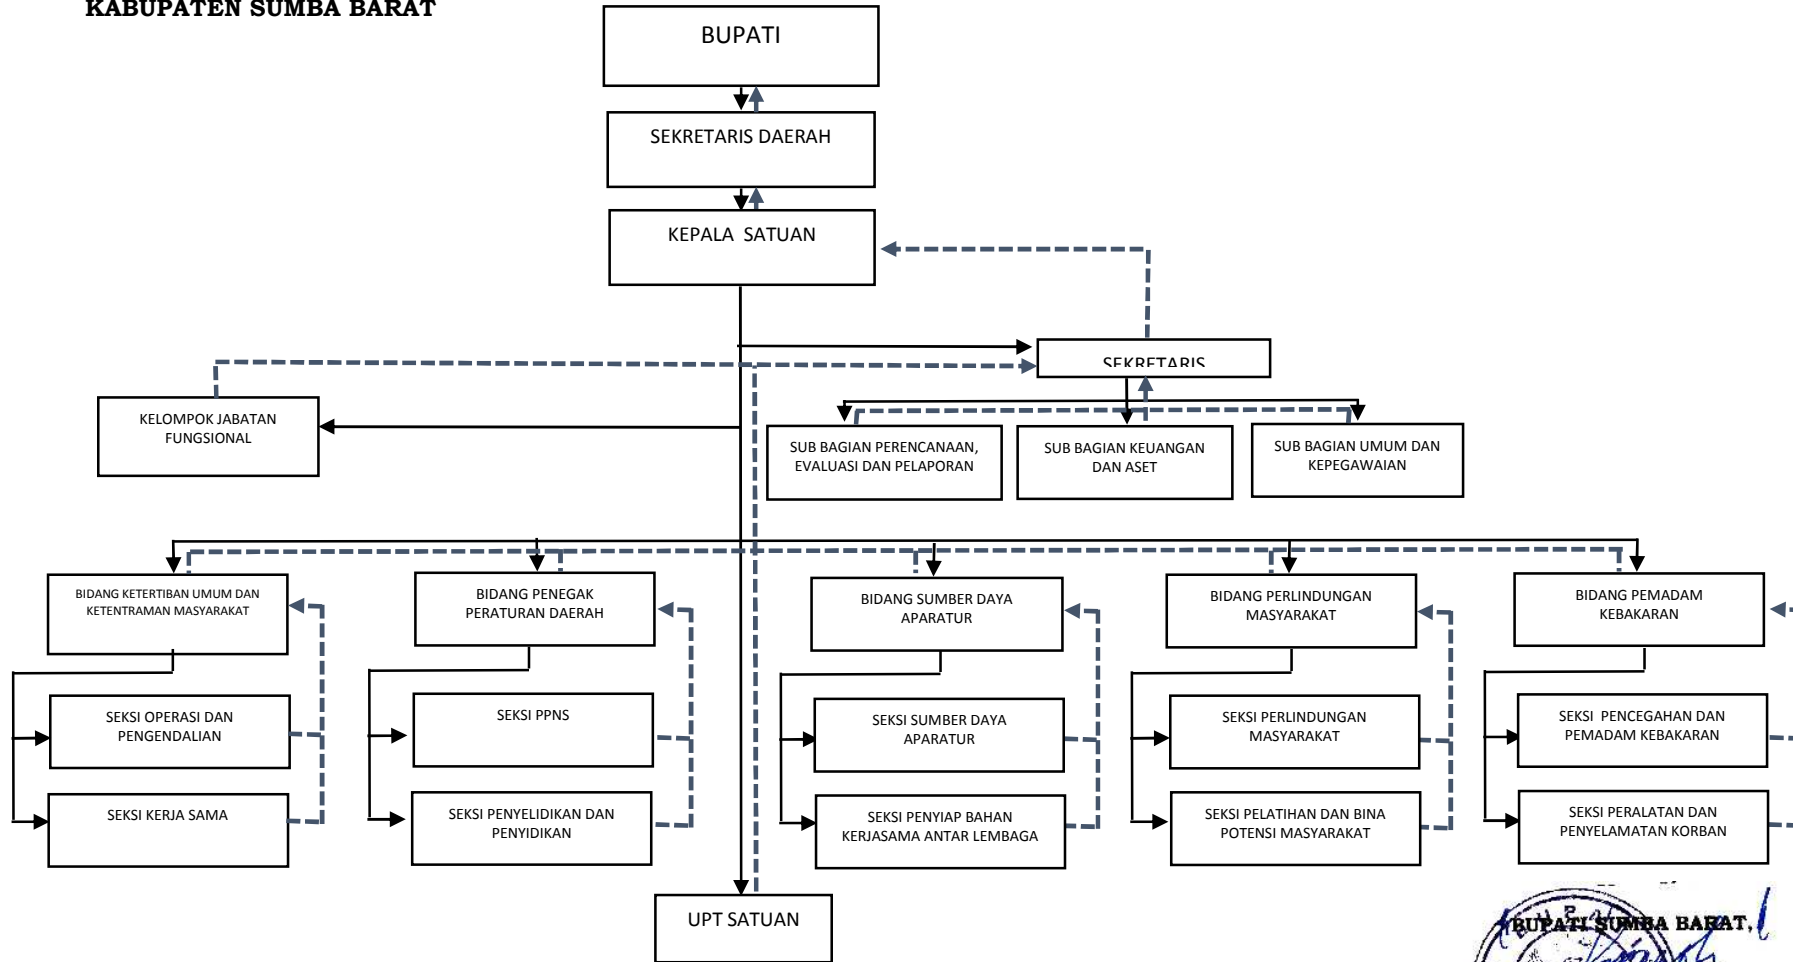 KABUPATEN SUMBA BARAT
BUPATI
SEKRETARIS DAERAH
KEPALA SATUAN
SEKRETARIS
KELOMPOK JABATAN
FUNGSIONAL
SUB BAGIAN PERENCANAAN,
EVALUASI DAN PELAPORAN
SUB BAGIAN KEUANGAN
DAN ASET
SUB BAGIAN UMUM DAN
KEPEGAWAIAN
BIDANG KETERTIBAN UMUM DAN
KETENTRAMAN MASYARAKAT
BIDANG PENEGAK
PERATURAN DAERAH
BIDANG SUMBER DAYA
APARATUR
BIDANG PERLINDUNGAN
MASYARAKAT
BIDANG PEMADAM
KEBAKARAN
SEKSI OPERASI DAN
PENGENDALIAN
SEKSI PPNS
SEKSI SUMBER DAYA
APARATUR
SEKSI PERLINDUNGAN
MASYARAKAT
SEKSI PENCEGAHAN DAN
PEMADAM KEBAKARAN
SEKSI KERJA SAMA
SEKSI PENYELIDIKAN DAN
PENYIDIKAN
SEKSI PENYIAP BAHAN
KERJASAMA ANTAR LEMBAGA
SEKSI PELATIHAN DAN BINA
POTENSI MASYARAKAT
SEKSI PERALATAN DAN
PENYELAMATAN KORBAN
UPT SATUAN
BUPATI SUMBA BARAT,